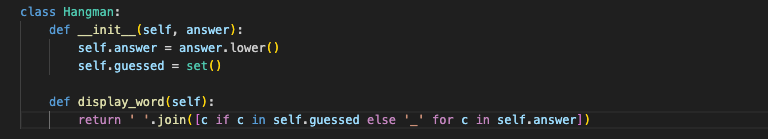 class Hangman:
    def __init__(self, answer):
        self.answer = answer.lower()
        self.guessed = set()

    def display_word(self):
        return ' '.join([c if c in self.guessed else '_' for c in self.answer])